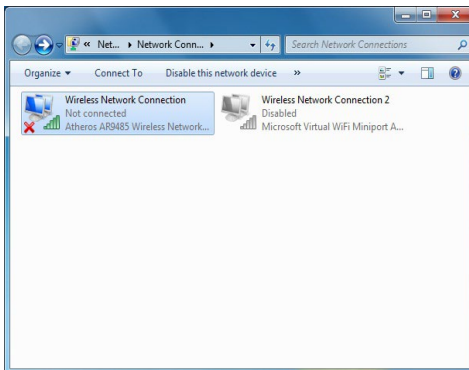 « Net... ▸ Network Conn... ▸
Search Network Connections
Organize ▾ Connect To Disable this network device »
Wireless Network Connection
Not connected
Atheros AR9485 Wireless Network...
Wireless Network Connection 2
Disabled
Microsoft Virtual WiFi Miniport A...